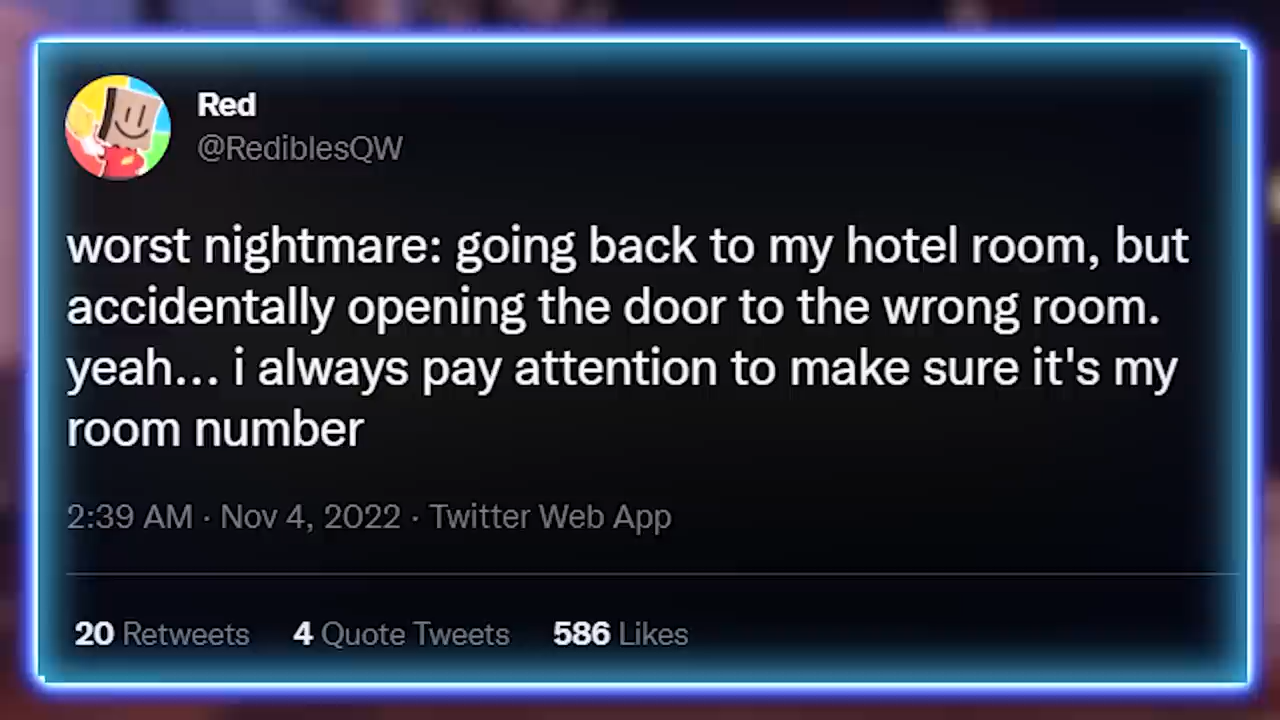 Red
@RediblesQW
worst nightmare: going back to my hotel room, but
accidentally opening the door to the wrong room.
yeah... i always pay attention to make sure it's my
room number
2:39 AM · Nov 4, 2022 · Twitter Web App
20 Retweets 4 Quote Tweets 586 Likes